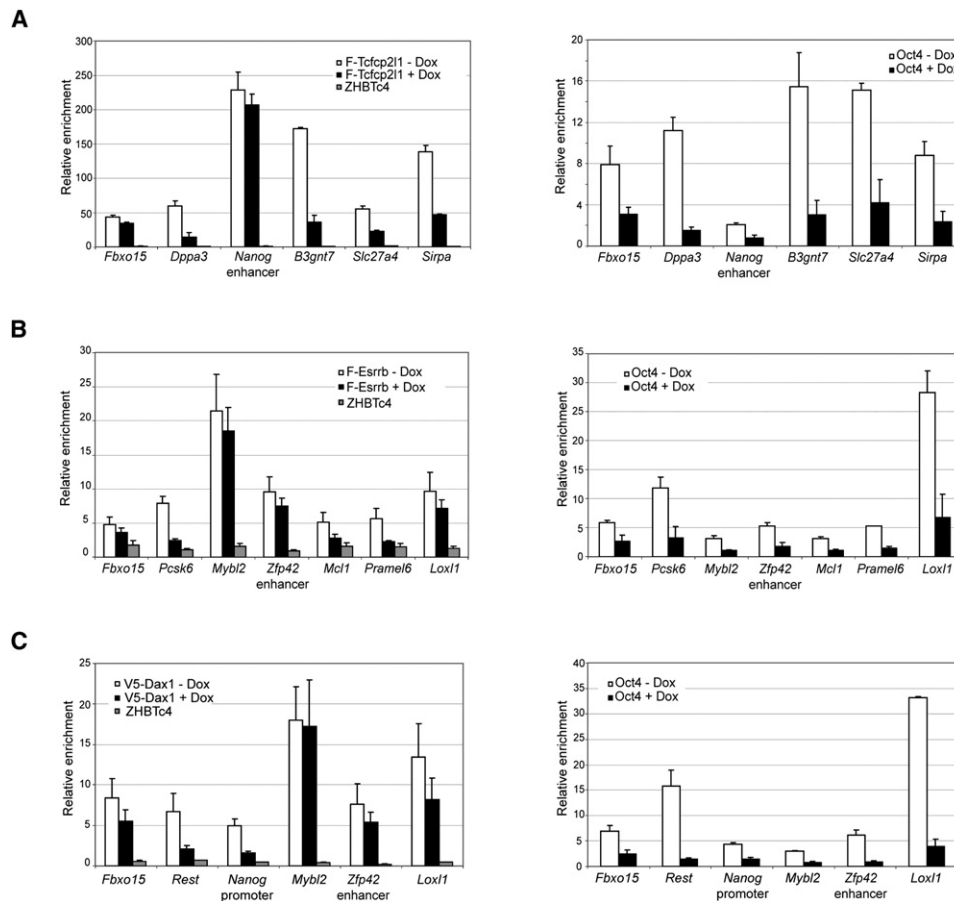 A
Relative enrichment
300
250
200
150
100
50
0
F-Tcfcp2l1 - Dox
F-Tcfcp2l1 + Dox
ZHBTc4
Fbxo15 Dppa3 Nanog B3gnt7 Slc27a4 Sirpa
enhancer
Relative enrichment
20
16
12
8
4
0
Oct4 - Dox
Oct4 + Dox
Fbxo15 Dppa3 Nanog B3gnt7 Slc27a4 Sirpa
enhancer
B
Relative enrichment
30
25
20
15
10
5
0
F-Esrrb - Dox
F-Esrrb + Dox
ZHBTc4
Fbxo15 Pcsk6 Mybl2 Zfp42 Mcl1 Pramel6 Loxl1
enhancer
Relative enrichment
35
30
25
20
15
10
5
0
Oct4 - Dox
Oct4 + Dox
Fbxo15 Pcsk6 Mybl2 Zfp42 Mcl1 Pramel6 Loxl1
enhancer
C
Relative enrichment
25
20
15
10
5
0
V5-Dax1 - Dox
V5-Dax1 + Dox
ZHBTc4
Fbxo15 Rest Nanog Mybl2 Zfp42 Loxl1
promoter enhancer
Relative enrichment
40
35
30
25
20
15
10
5
0
Oct4 - Dox
Oct4 + Dox
Fbxo15 Rest Nanog Mybl2 Zfp42 Loxl1
promoter enhancer